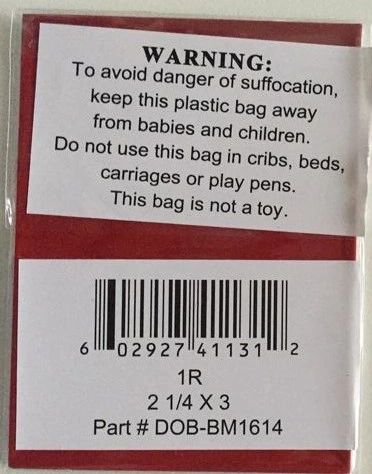 WARNING:
To avoid danger of suffocation,
keep this plastic bag away
from babies and children.
Do not use this bag in cribs, beds,
carriages or play pens.
This bag is not a toy.
6 02927 41131 2
1R
2 1/4 X 3
Part # DOB-BM1614